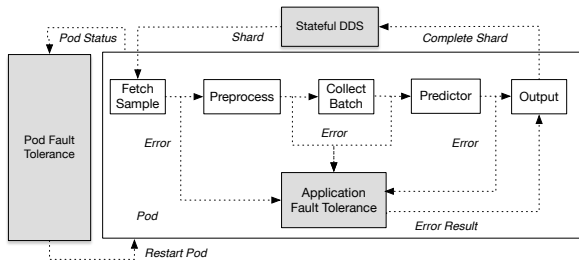 Pod Status
Shard
Stateful DDS
Complete Shard
Fetch
Sample
Preprocess
Collect
Batch
Predictor
Output
Pod Fault
Tolerance
Error
Error
Error
Application
Fault Tolerance
Pod
Error Result
Restart Pod